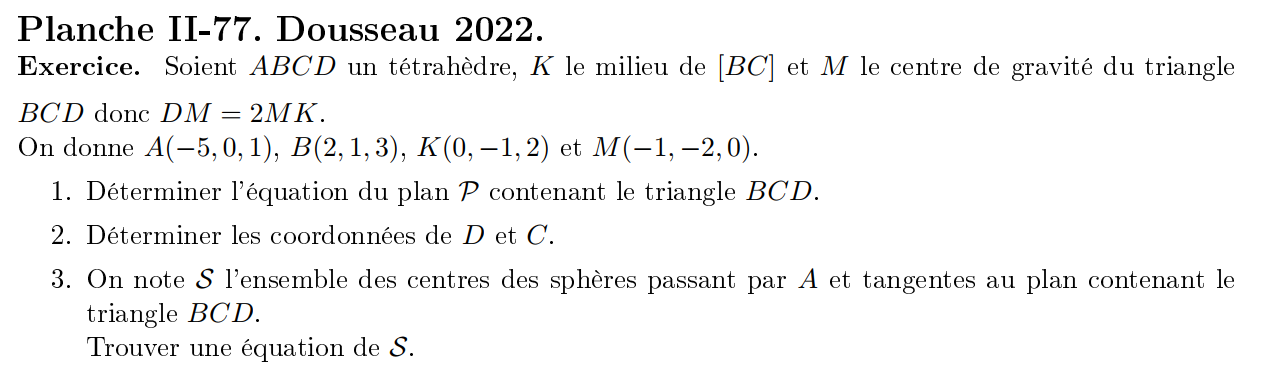 Planche II-77. Dousseau 2022.
Exercice. Soient ABCD un tétrahèdre, K le milieu de [BC] et M le centre de gravité du triangle
BCD donc DM = 2MK.
On donne A(−5, 0, 1), B(2, 1, 3), K(0, −1, 2) et M(−1, −2, 0).
1. Déterminer l'équation du plan 𝒫 contenant le triangle BCD.
2. Déterminer les coordonnées de D et C.
3. On note 𝒮 l'ensemble des centres des sphères passant par A et tangentes au plan contenant le
triangle BCD.
Trouver une équation de 𝒮.